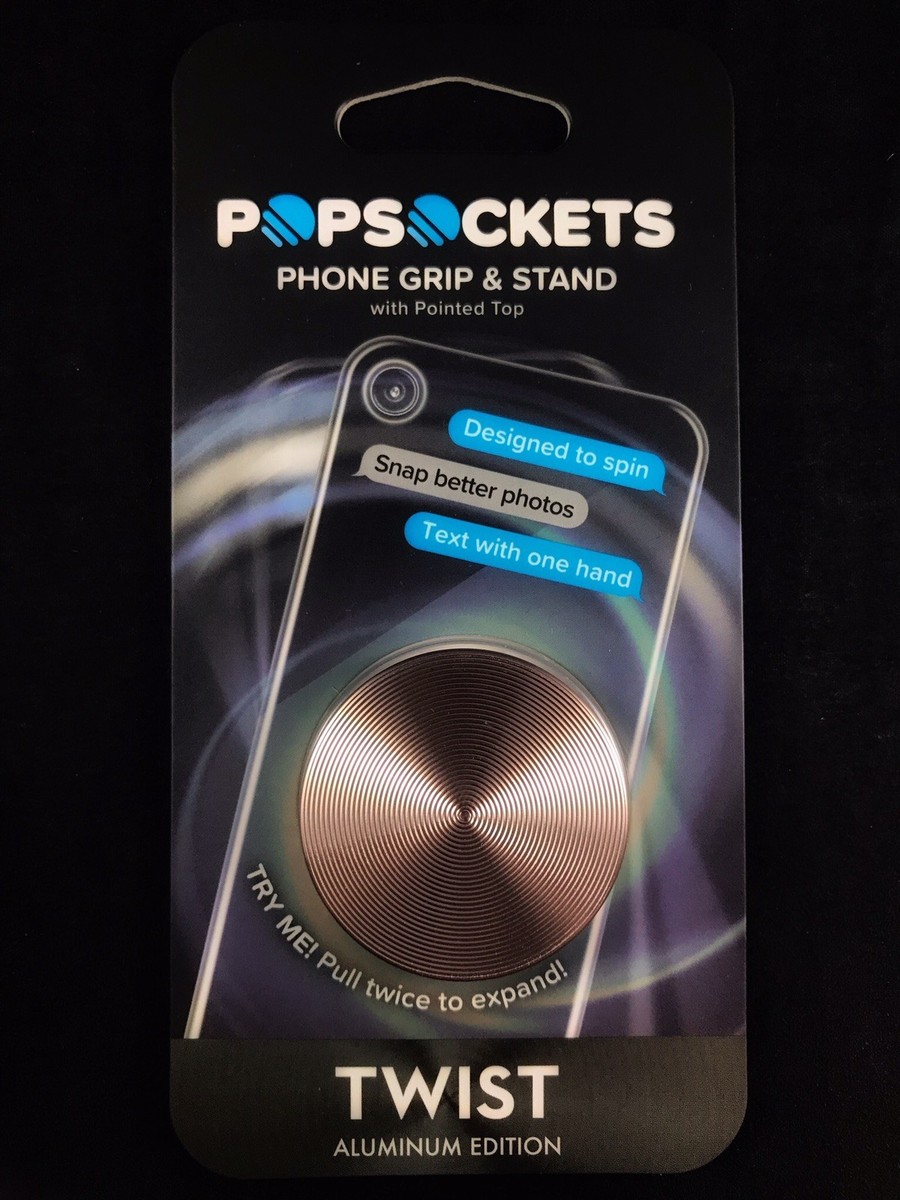 POPSOCKETS
PHONE GRIP & STAND
with Pointed Top
Designed to spin
Snap better photos
Text with one hand
TRY ME! Pull twice to expand!
TWIST
ALUMINUM EDITION